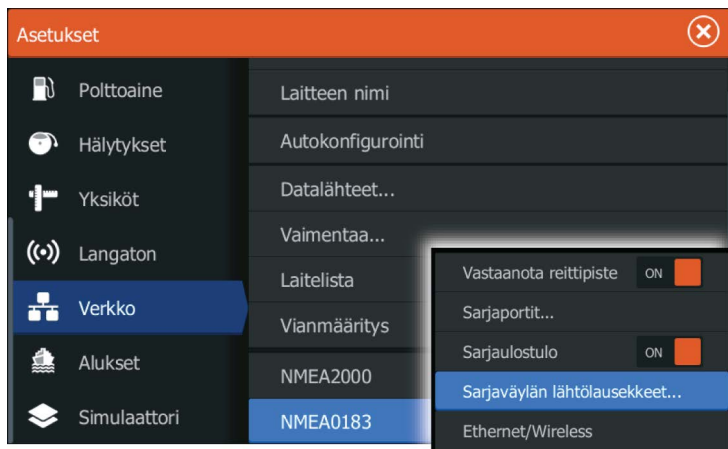 Asetukset
Polttoaine
Hälytykset
Yksiköt
Langaton
Verkko
Alukset
Simulaattori
Laitteen nimi
Autokonfigurointi
Datalähteet...
Vaimentaa...
Laitelista
Vianmääritys
NMEA2000
NMEA0183
Vastaanota reittipiste ON
Sarjaportit...
Sarjaulostulo ON
Sarjaväylän lähtölausekkeet...
Ethernet/Wireless